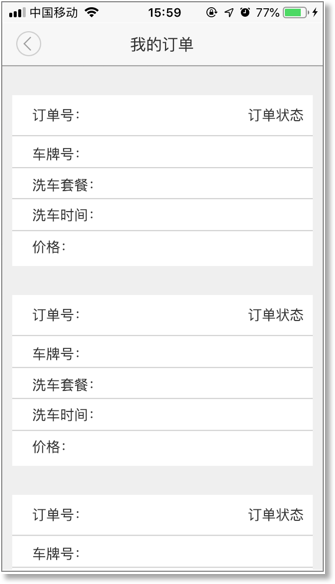 中国移动 15:59 77%
我的订单
订单号： 订单状态
车牌号：
洗车套餐：
洗车时间：
价格：
订单号： 订单状态
车牌号：
洗车套餐：
洗车时间：
价格：
订单号： 订单状态
车牌号：